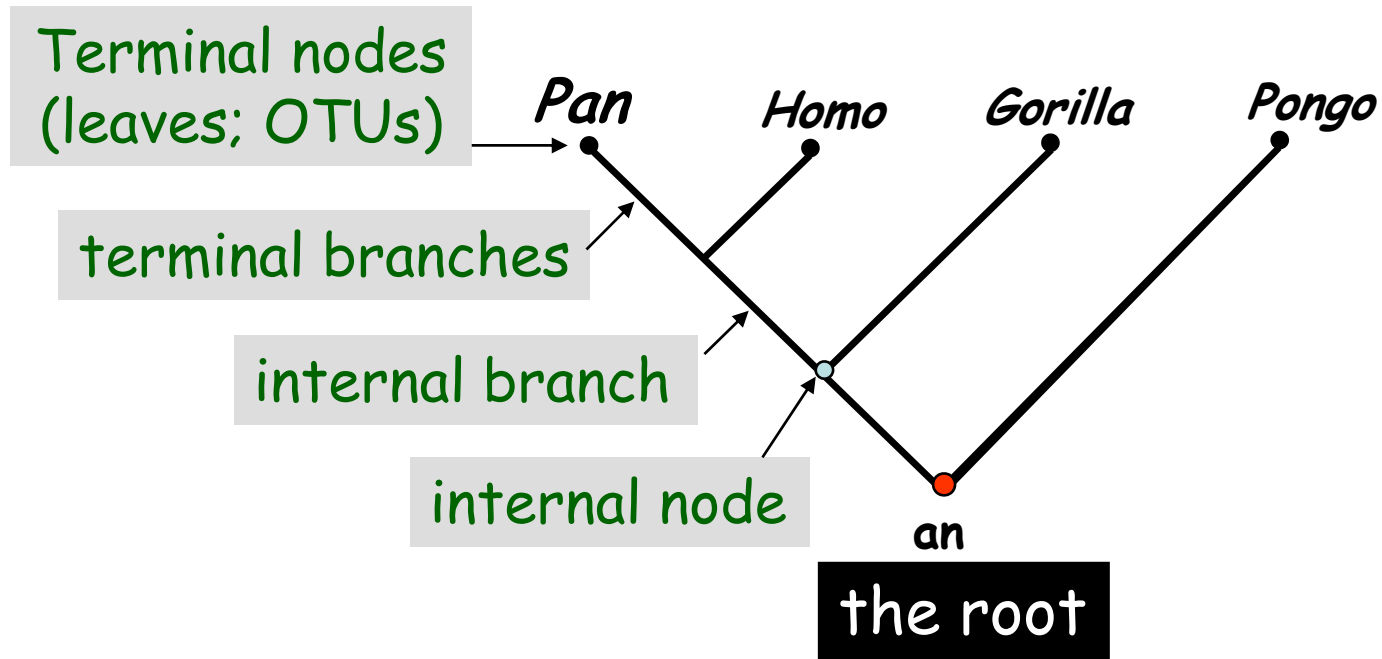 Terminal nodes
(leaves; OTUs)
Pan
Homo
Gorilla
Pongo
terminal branches
internal branch
internal node
an
the root